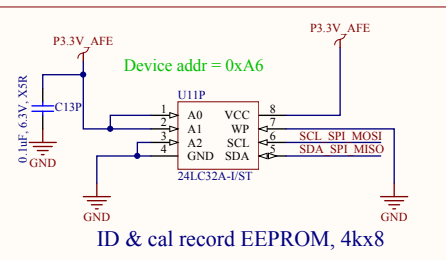 P3.3V_AFE
P3.3V_AFE
Device addr = 0xA6
0.1uF, 6.3V, X5R
C13P
GND
U11P
1 A0 VCC 8
2 A1 WP 7
3 A2 SCL 6 SCL_SPI_MOSI
4 GND SDA 5 SDA_SPI_MISO
24LC32A-I/ST
GND
GND
ID & cal record EEPROM, 4kx8